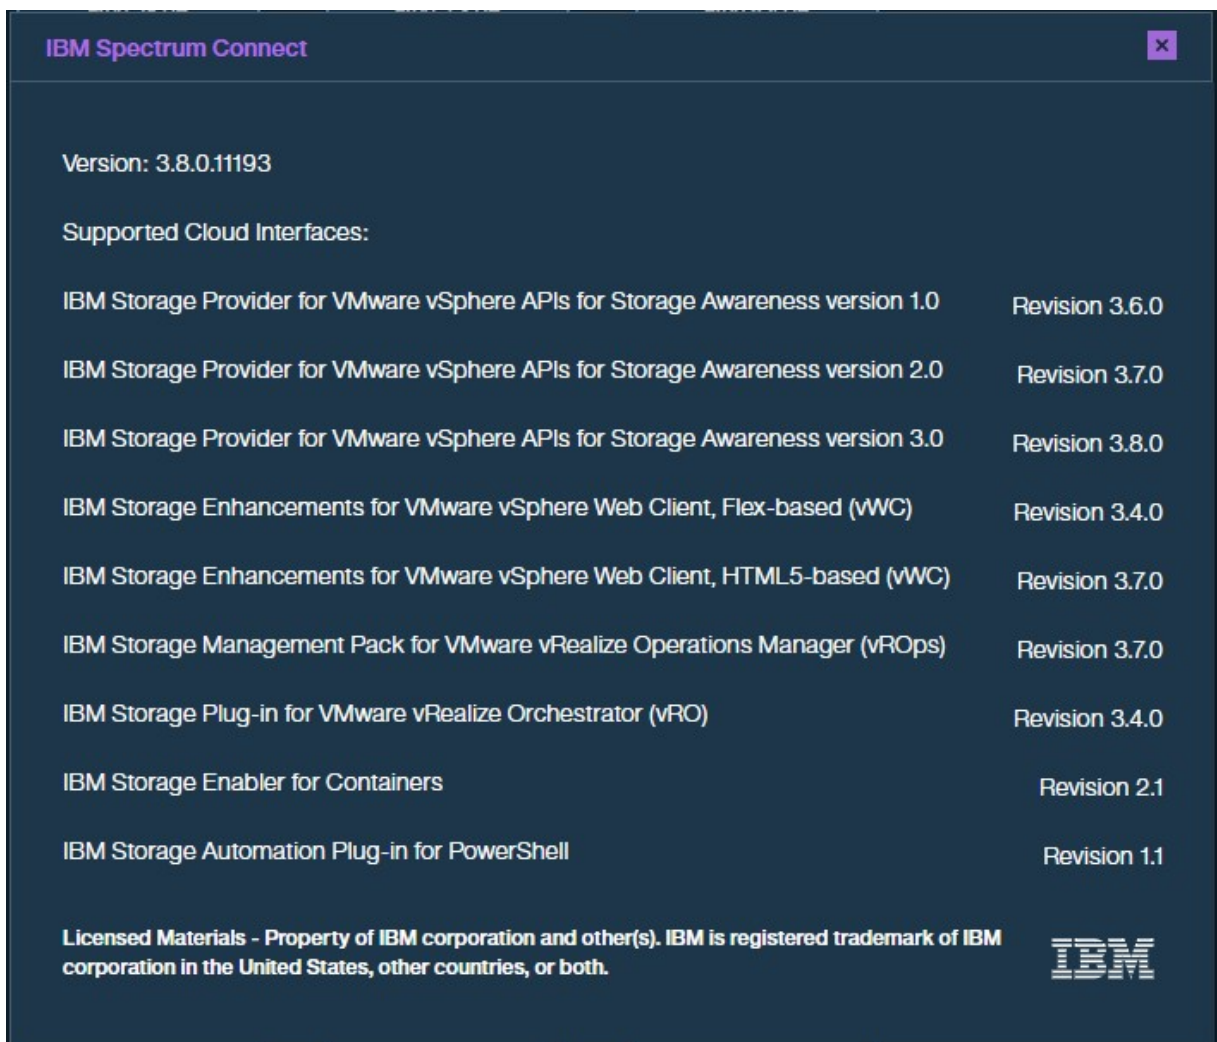 IBM Spectrum Connect
Version: 3.8.0.11193
Supported Cloud Interfaces:
IBM Storage Provider for VMware vSphere APIs for Storage Awareness version 1.0 Revision 3.6.0
IBM Storage Provider for VMware vSphere APIs for Storage Awareness version 2.0 Revision 3.7.0
IBM Storage Provider for VMware vSphere APIs for Storage Awareness version 3.0 Revision 3.8.0
IBM Storage Enhancements for VMware vSphere Web Client, Flex-based (vWC) Revision 3.4.0
IBM Storage Enhancements for VMware vSphere Web Client, HTML5-based (vWC) Revision 3.7.0
IBM Storage Management Pack for VMware vRealize Operations Manager (vROps) Revision 3.7.0
IBM Storage Plug-in for VMware vRealize Orchestrator (vRO) Revision 3.4.0
IBM Storage Enabler for Containers Revision 2.1
IBM Storage Automation Plug-in for PowerShell Revision 1.1
Licensed Materials - Property of IBM corporation and other(s). IBM is registered trademark of IBM
corporation in the United States, other countries, or both.
IBM